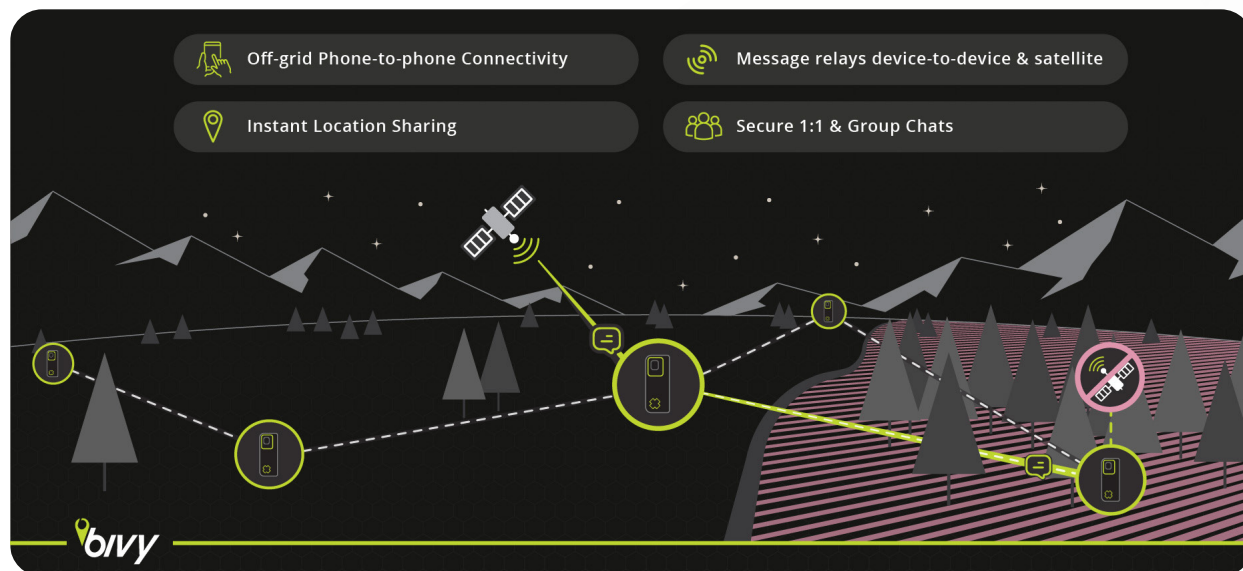 Off-grid Phone-to-phone Connectivity
Message relays device-to-device & satellite
Instant Location Sharing
Secure 1:1 & Group Chats
bivy